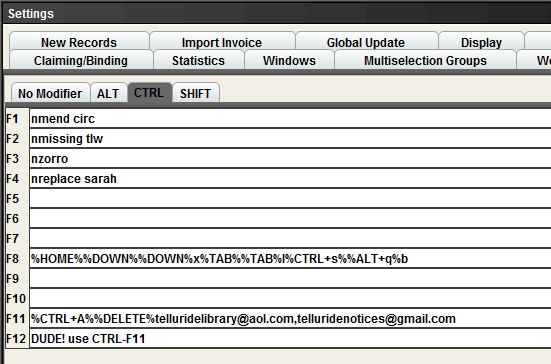 Settings
New Records Import Invoice Global Update Display
Claiming/Binding Statistics Windows Multiselection Groups
No Modifier ALT CTRL SHIFT
F1 nmend circ
F2 nmissing tlw
F3 nzorro
F4 nreplace sarah
F5
F6
F7
F8 %HOME%%DOWN%%DOWN%x%TAB%%TAB%l%CTRL+s%%ALT+q%b
F9
F10
F11 %CTRL+A%%DELETE%telluridelibrary@aol.com,telluridenotices@gmail.com
F12 DUDE! use CTRL-F11